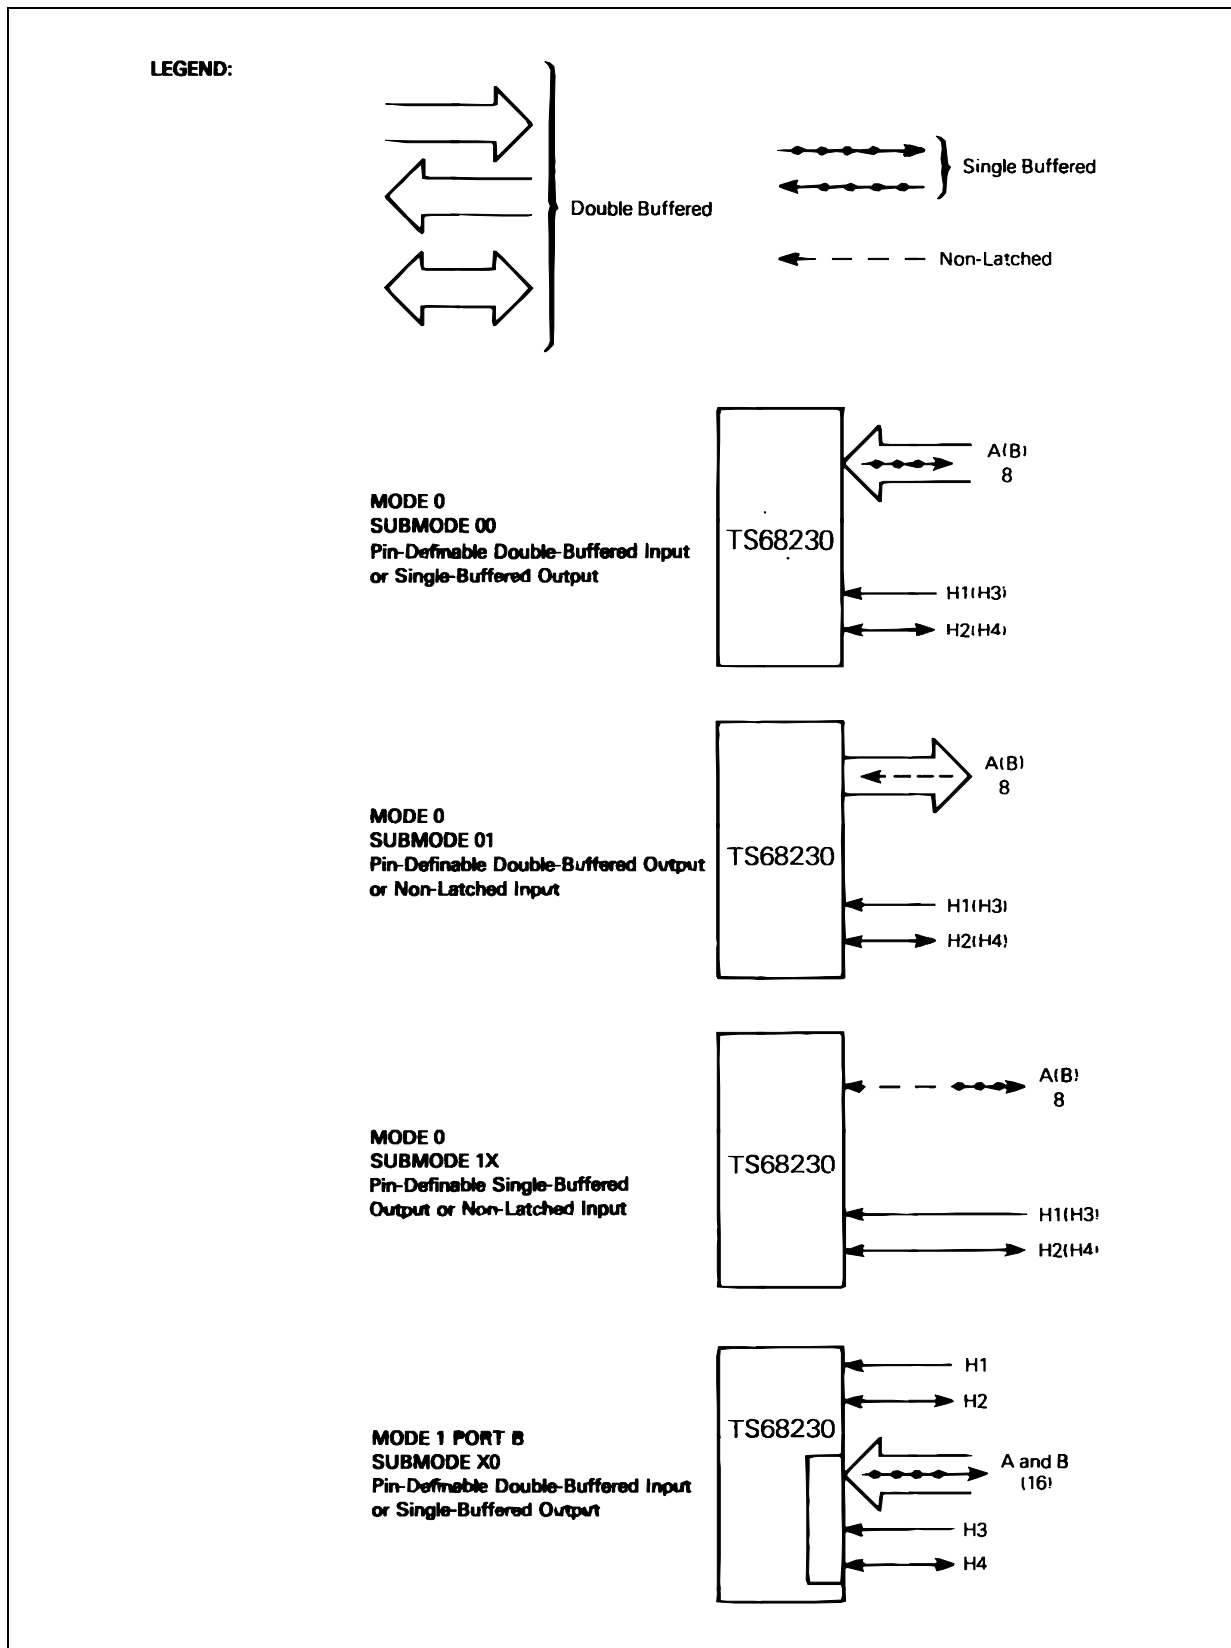 LEGEND:
Double Buffered
Single Buffered
Non-Latched
MODE 0
SUBMODE 00
Pin-Definable Double-Buffered Input
or Single-Buffered Output
TS68230
A(B)
8
H1(H3)
H2(H4)
MODE 0
SUBMODE 01
Pin-Definable Double-Buffered Output
or Non-Latched Input
TS68230
A(B)
8
H1(H3)
H2(H4)
MODE 0
SUBMODE 1X
Pin-Definable Single-Buffered
Output or Non-Latched Input
TS68230
A(B)
8
H1(H3)
H2(H4)
MODE 1 PORT B
SUBMODE X0
Pin-Definable Double-Buffered Input
or Single-Buffered Output
TS68230
H1
H2
A and B
(16)
H3
H4